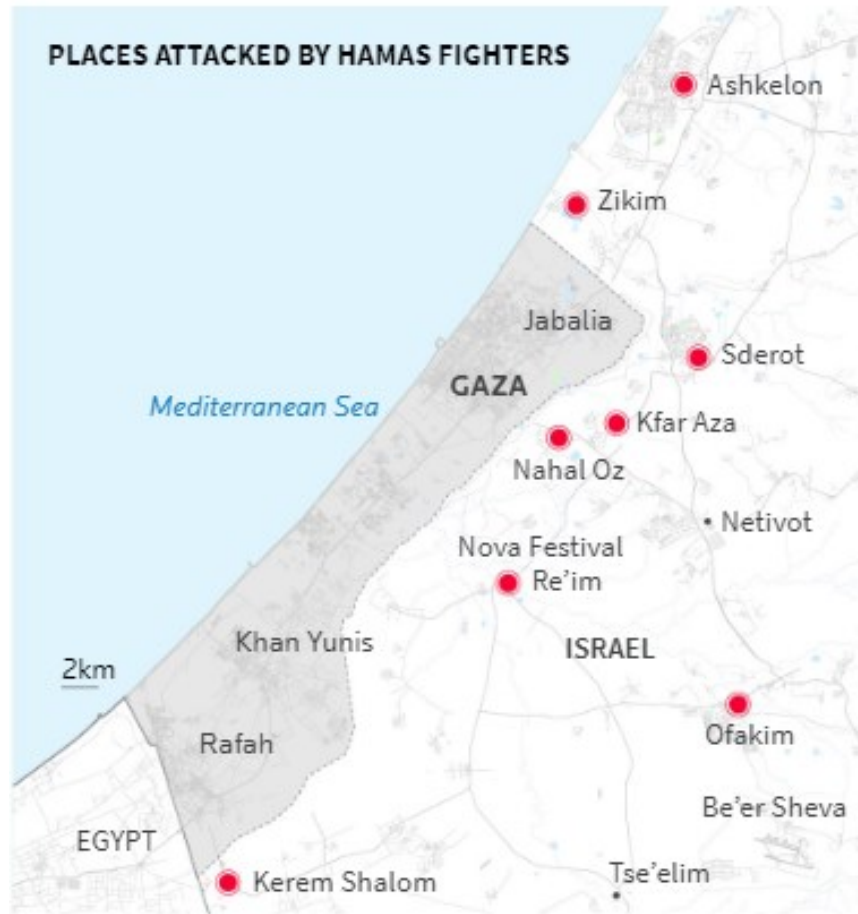 PLACES ATTACKED BY HAMAS FIGHTERS
Ashkelon
Zikim
Jabalia
Sderot
GAZA
Mediterranean Sea
Kfar Aza
Nahal Oz
Netivot
Nova Festival
Re’im
Khan Yunis
ISRAEL
2km
Rafah
Ofakim
Be’er Sheva
EGYPT
Tse’elim
Kerem Shalom